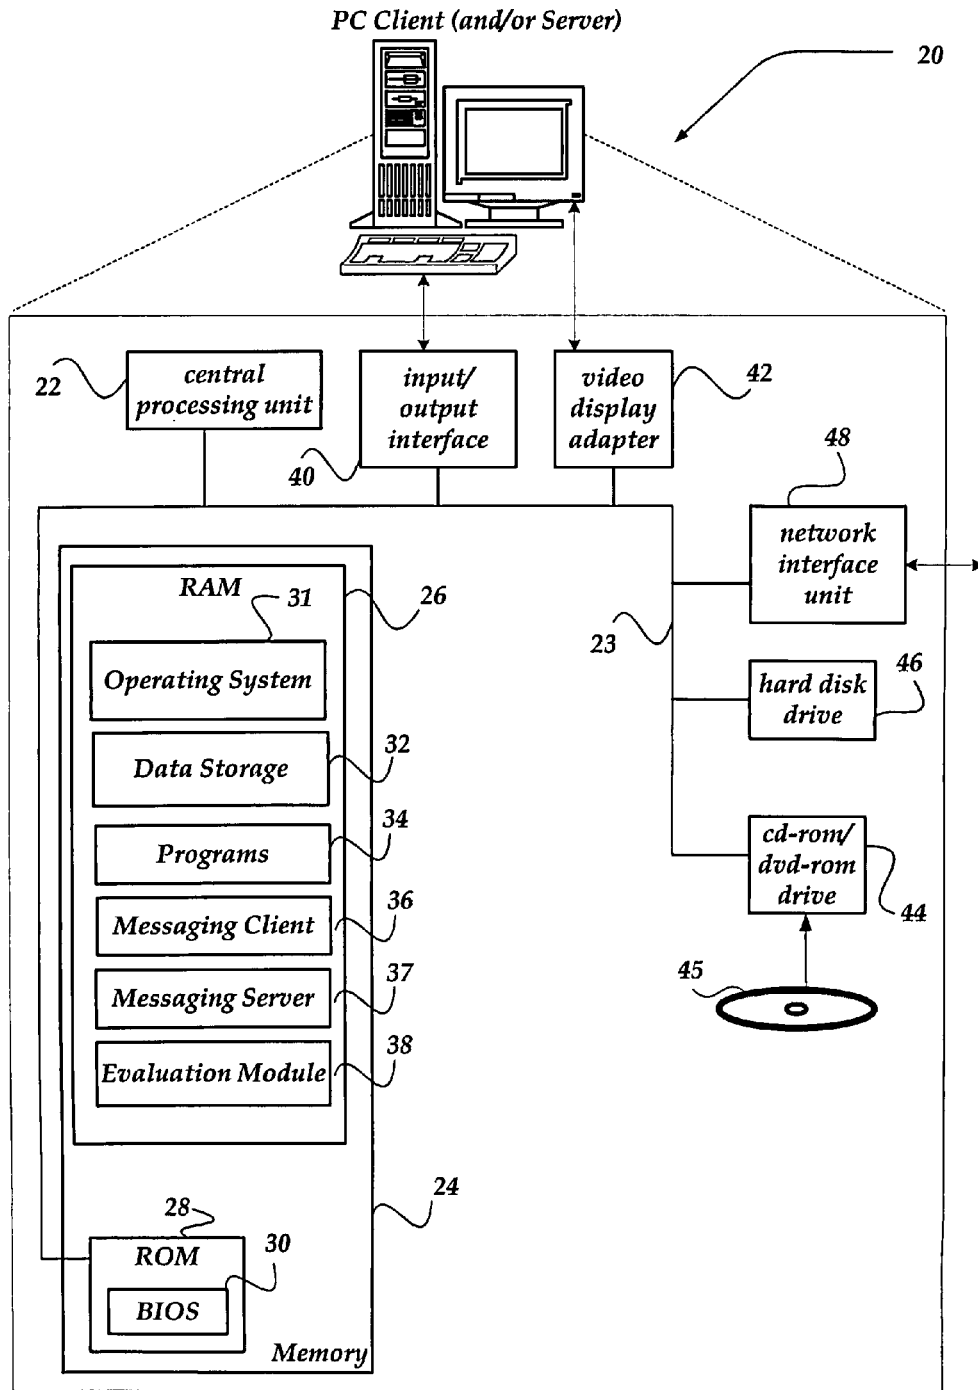 PC Client (and/or Server)
20
22
central
processing unit
input/
output
interface
40
video
display
adapter
42
48
network
interface
unit
23
RAM
26
31
Operating System
Data Storage
32
Programs
34
Messaging Client
36
Messaging Server
37
Evaluation Module
38
hard disk
drive
46
cd-rom/
dvd-rom
drive
44
45
24
28
ROM
30
BIOS
Memory